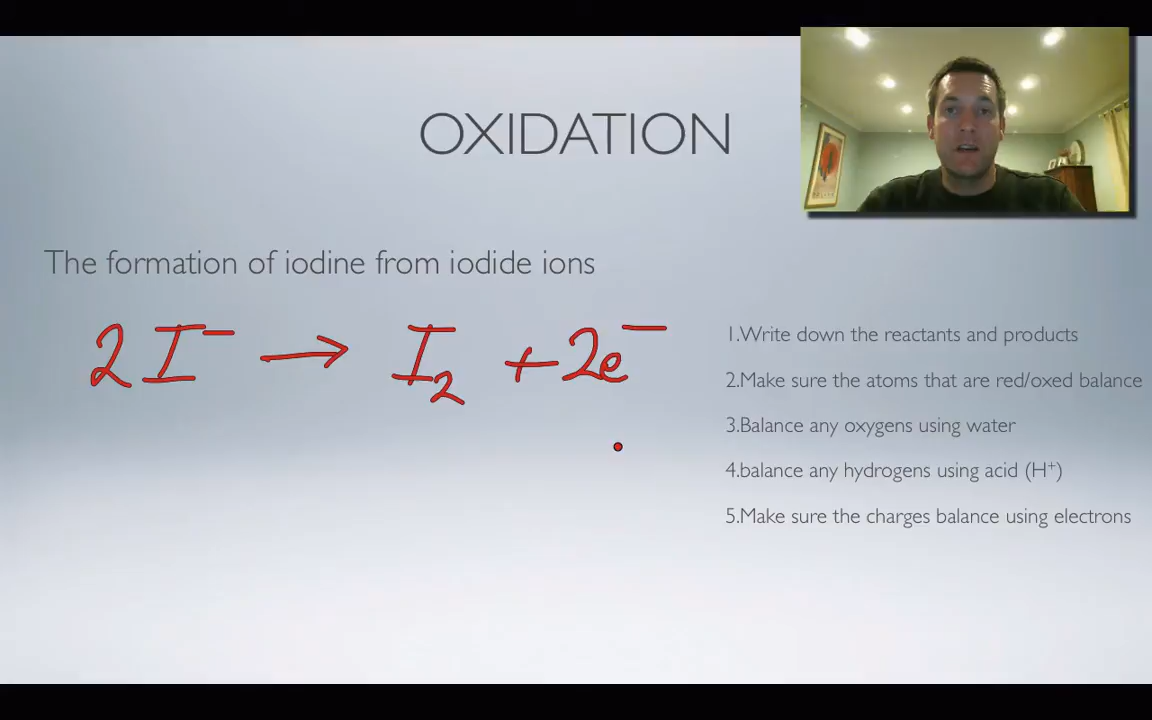 OXIDATION
The formation of iodine from iodide ions
2I⁻ → I₂ + 2e⁻
1.Write down the reactants and products
2.Make sure the atoms that are red/oxed balance
3.Balance any oxygens using water
4.balance any hydrogens using acid (H⁺)
5.Make sure the charges balance using electrons